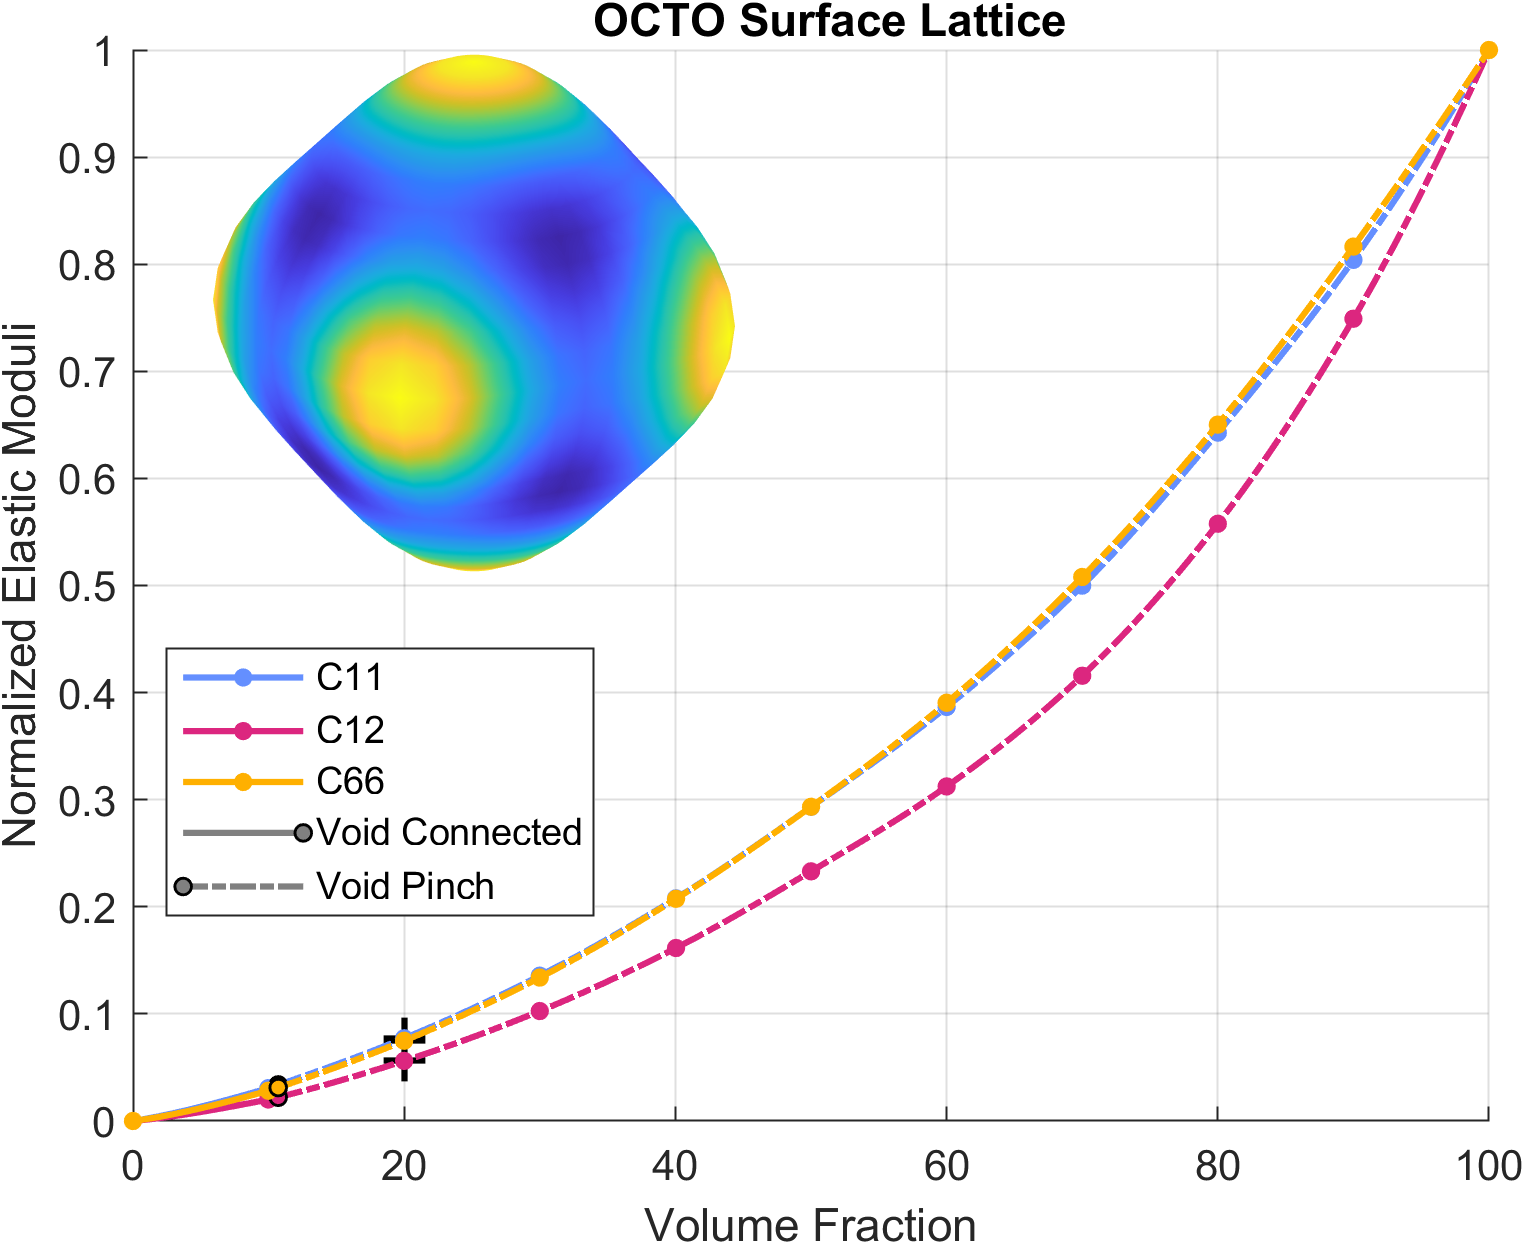 OCTO Surface Lattice
1
0.9
0.8
0.7
0.6
0.5
0.4
0.3
0.2
0.1
0
Normalized Elastic Moduli
C11
C12
C66
Void Connected
Void Pinch
0 20 40 60 80 100
Volume Fraction